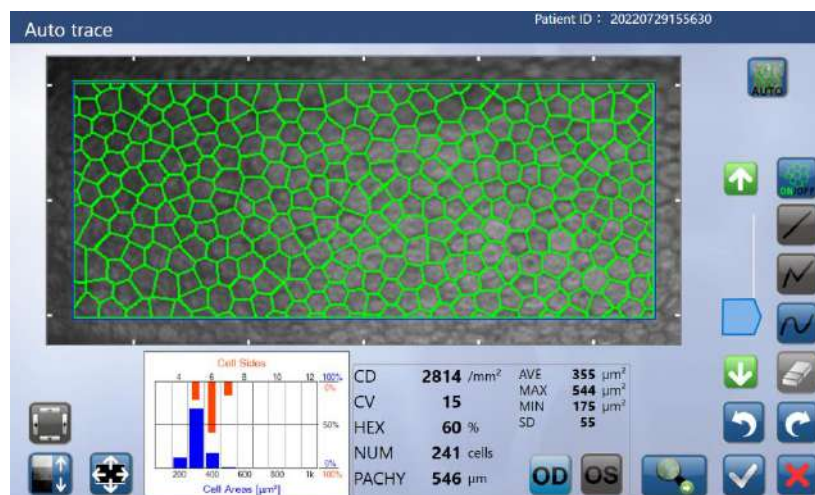 Auto trace
Patient ID : 20220729155630
AUTO
ON/OFF
Cell Sides
4 6 8 10 12 100%
0%
50%
0%
200 400 600 800 1k 100%
Cell Areas [μm²]
CD 2814 /mm²
CV 15
HEX 60 %
NUM 241 cells
PACHY 546 μm
AVE 355 μm²
MAX 544 μm²
MIN 175 μm²
SD 55
OD OS